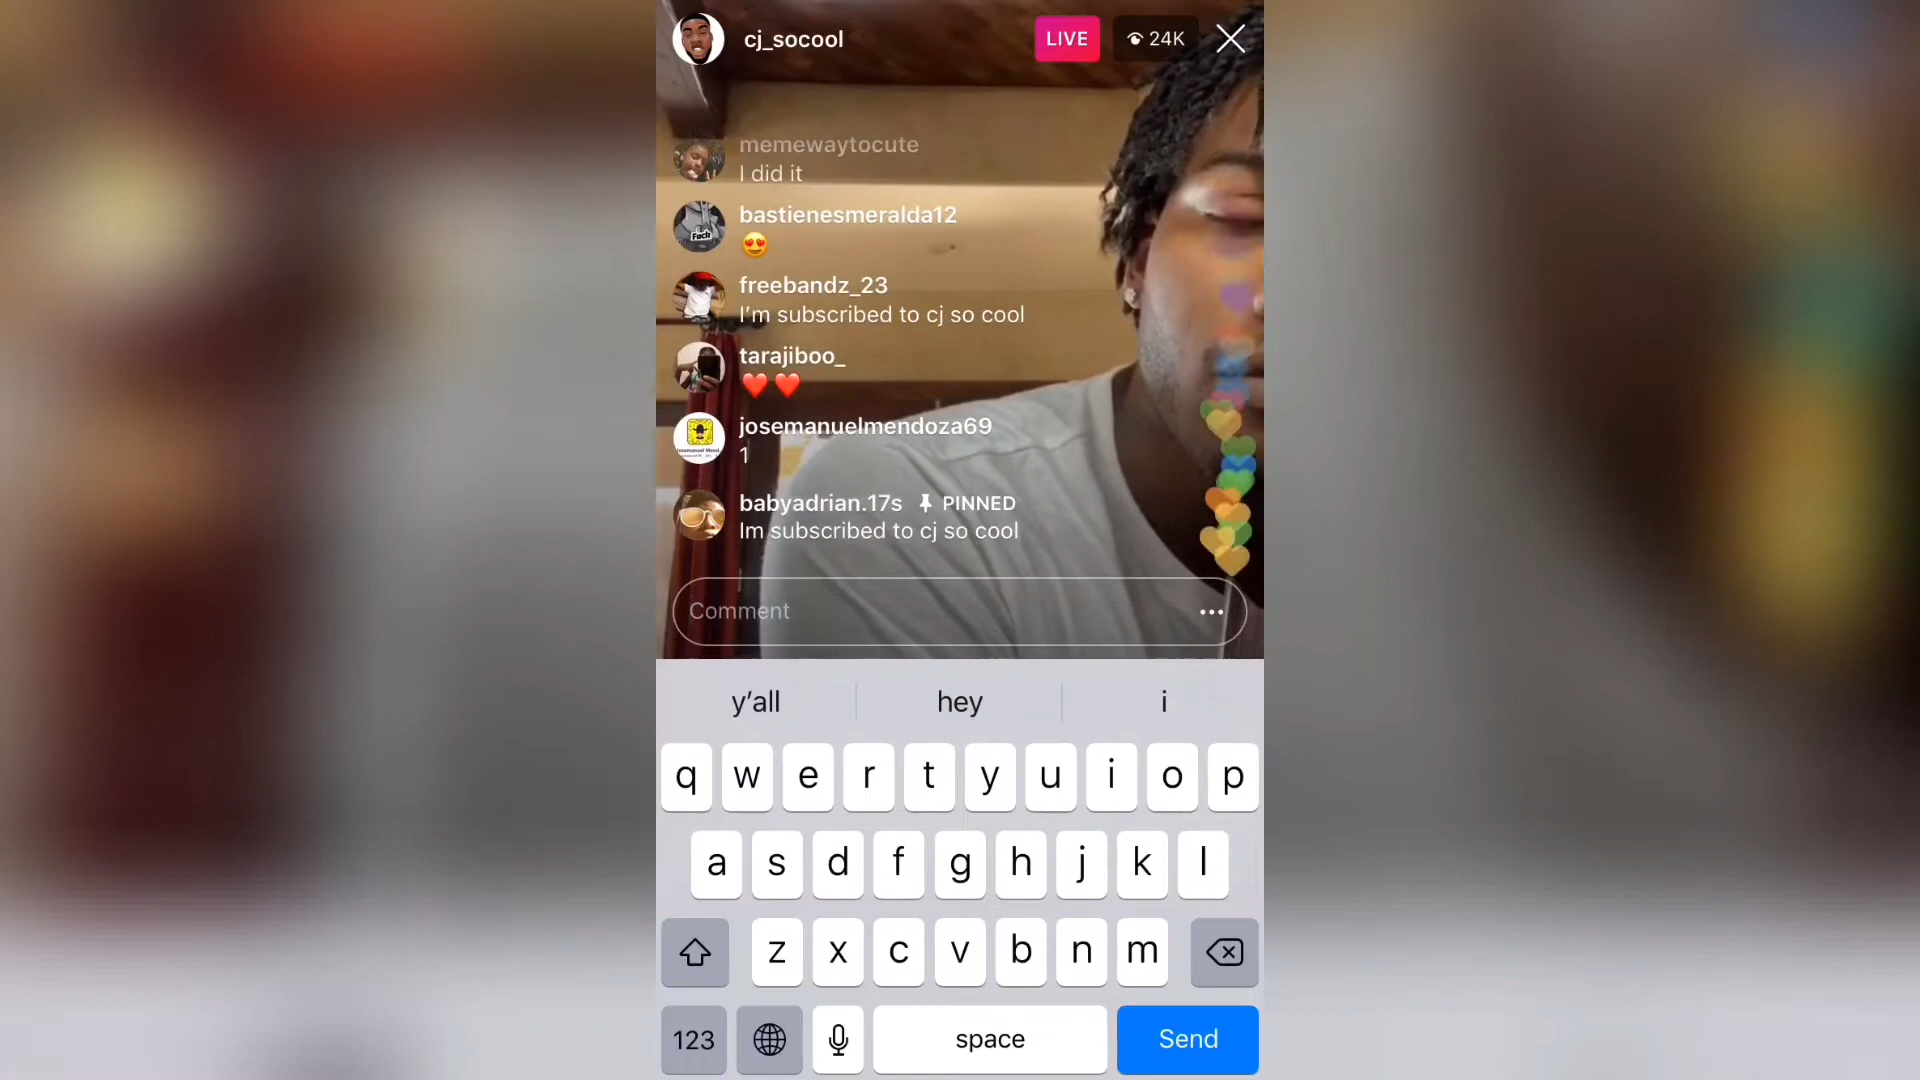 cj_socool
LIVE
24K
memewaytocute
I did it
bastienesmeralda12
😍
freebandz_23
I’m subscribed to cj so cool
tarajiboo_
❤️❤️
josemanuelmendoza69
1
babyadrian.17s PINNED
Im subscribed to cj so cool
Comment
y’all hey i
q w e r t y u i o p
a s d f g h j k l
z x c v b n m
123 space Send